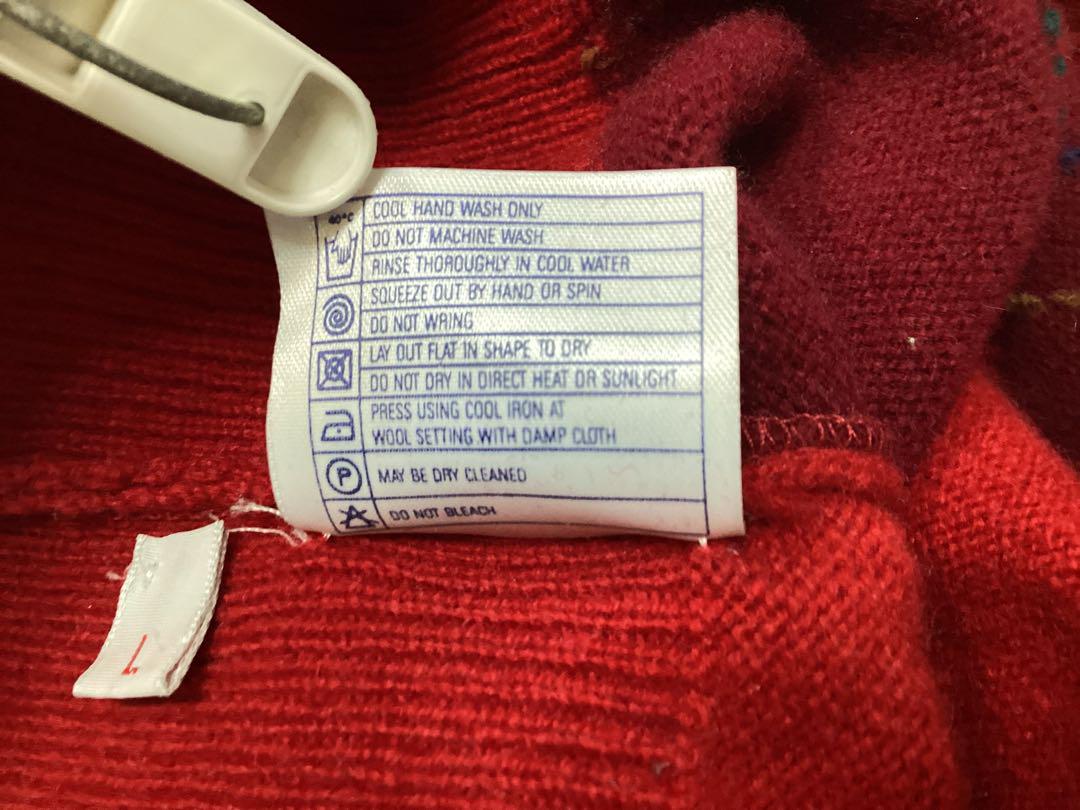 COOL HAND WASH ONLY
40°C
DO NOT MACHINE WASH
RINSE THOROUGHLY IN COOL WATER
SQUEEZE OUT BY HAND OR SPIN
DO NOT WRING
LAY OUT FLAT IN SHAPE TO DRY
DO NOT DRY IN DIRECT HEAT OR SUNLIGHT
PRESS USING COOL IRON AT
WOOL SETTING WITH DAMP CLOTH
P MAY BE DRY CLEANED
DO NOT BLEACH
L